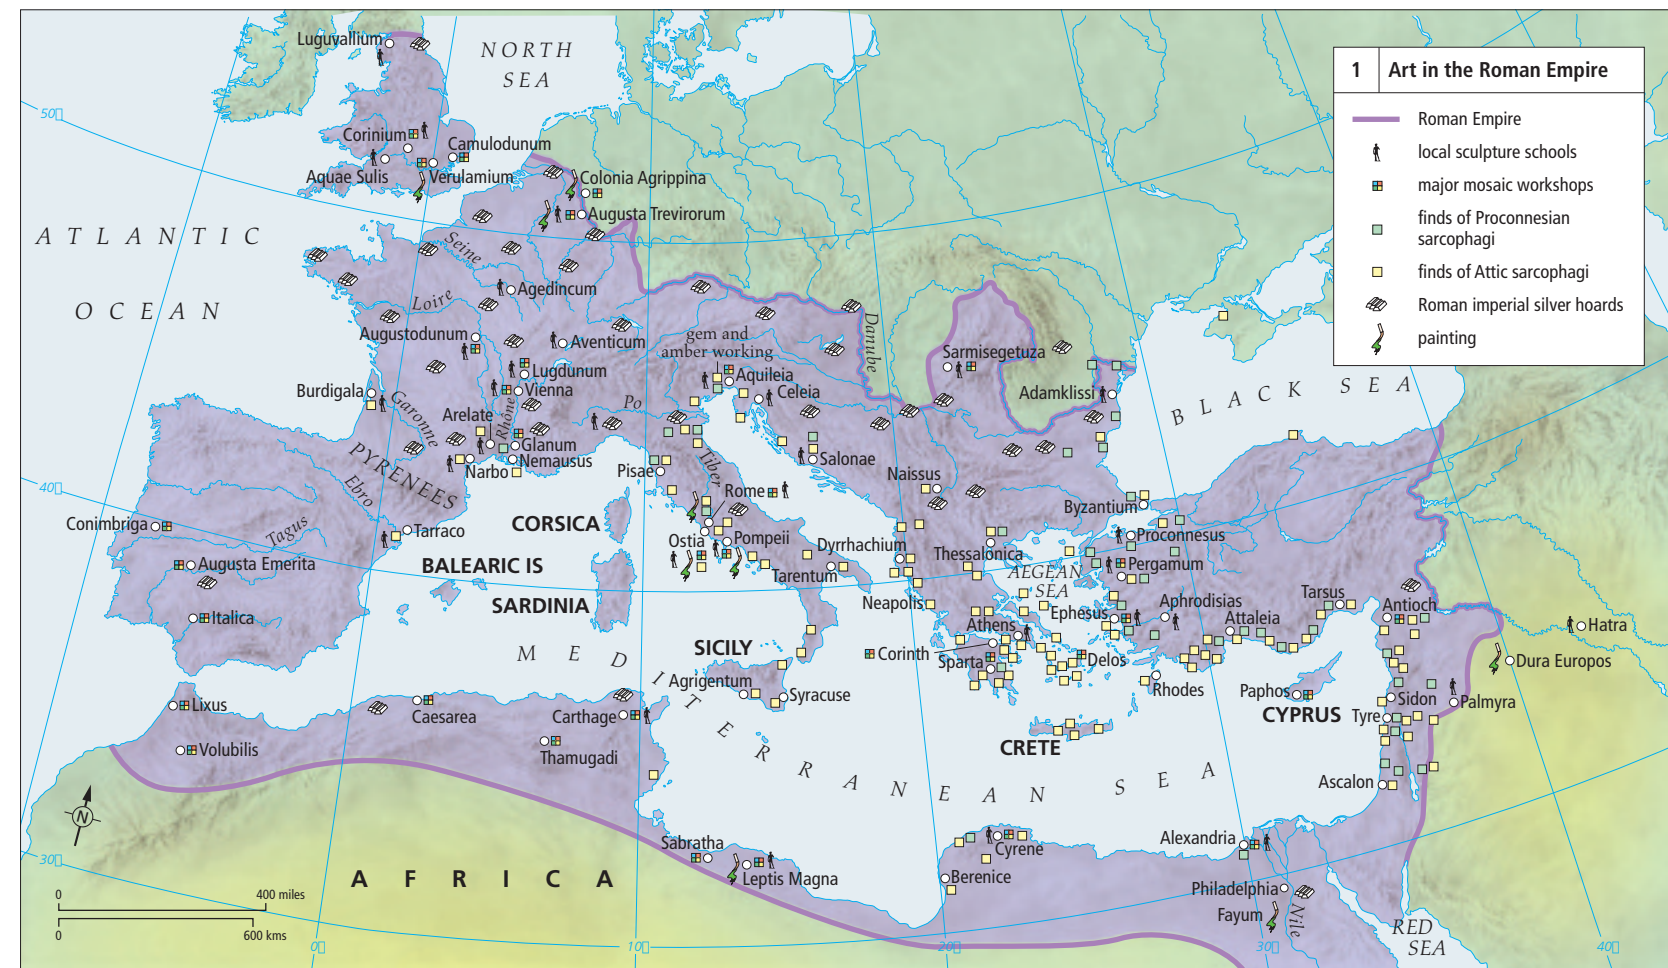 1 Art in the Roman Empire
Roman Empire
local sculpture schools
major mosaic workshops
finds of Proconnesian
sarcophagi
finds of Attic sarcophagi
Roman imperial silver hoards
painting
Luguvallium
NORTH
SEA
50
Corinium
Camulodunum
Aquae Sulis
Verulamium
Colonia Agrippina
Augusta Trevirorum
ATLANTIC
OCEAN
Seine
Agedincum
Loire
Augustodunum
Aventicum
gem and
amber working
Danube
Sarmisegetuza
Lugdunum
Aquileia
Vienna
Celeia
Adamklissi
BLACK SEA
Burdigala
Garonne
Arelate
Rhône
Po
Glanum
Nemausus
Narbo
PYRENEES
Pisae
Tiber
Salonae
Naissus
40
Ebro
Rome
Byzantium
Conimbriga
Tagus
Tarraco
CORSICA
Ostia
Pompeii
Dyrrhachium
Thessalonica
Proconnesus
Augusta Emerita
BALEARIC IS
Tarentum
AEGEAN
SEA
Pergamum
SARDINIA
Neapolis
Ephesus
Aphrodisias
Tarsus
Antioch
Italica
Athens
Attaleia
Hatra
SICILY
Corinth
Sparta
Delos
Dura Europos
MEDITERRANEAN SEA
Agrigentum
Syracuse
Rhodes
Paphos
CYPRUS
Sidon
Palmyra
Lixus
Caesarea
Carthage
Tyre
Volubilis
Thamugadi
CRETE
Ascalon
N
Sabratha
Cyrene
Alexandria
30
AFRICA
Leptis Magna
Berenice
Philadelphia
Fayum
Nile
RED
SEA
0 400 miles
0 600 kms
0 10 20 30 40